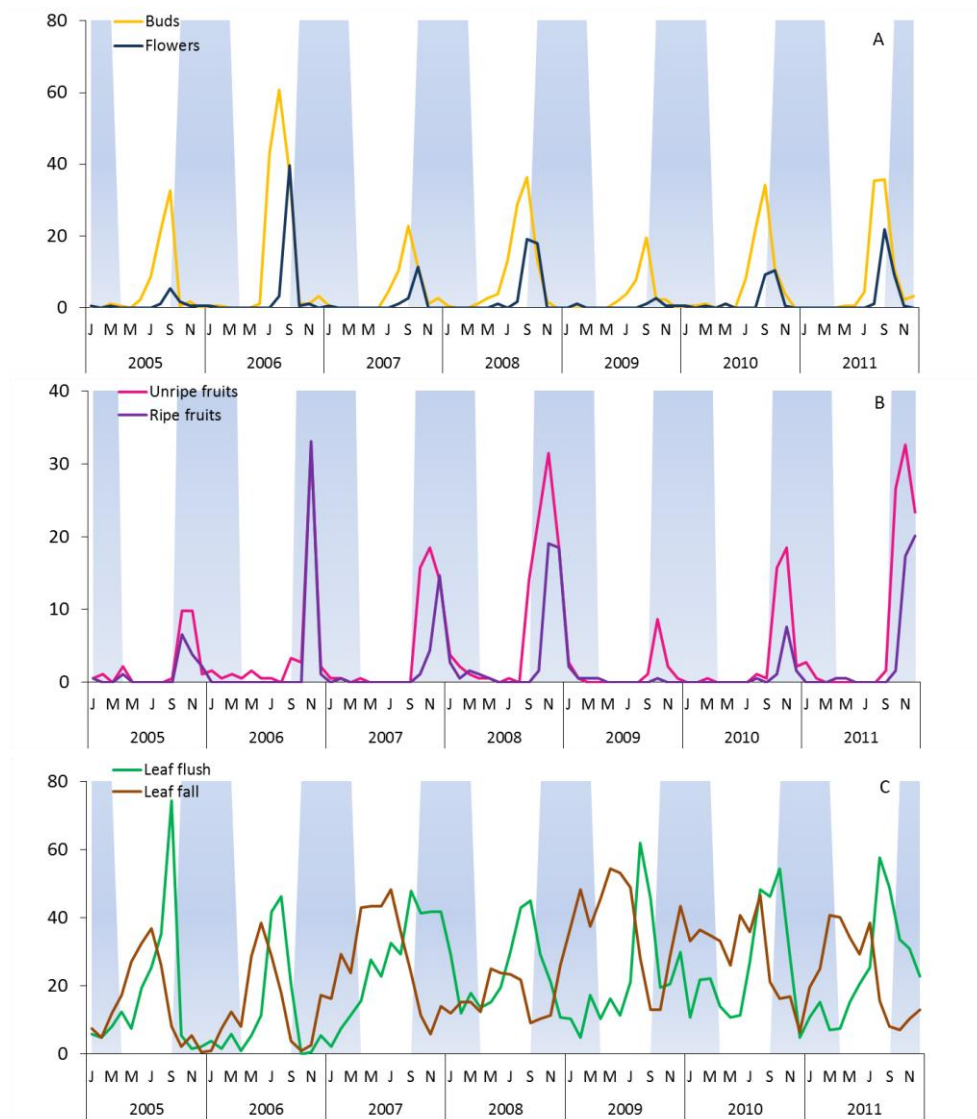 80
Buds
Flowers
A
60
40
20
0
J M M J S N J M M J S N J M M J S N J M M J S N J M M J S N J M M J S N J M M J S N
2005 2006 2007 2008 2009 2010 2011
40
Unripe fruits
Ripe fruits
B
30
20
10
0
J M M J S N J M M J S N J M M J S N J M M J S N J M M J S N J M M J S N J M M J S N
2005 2006 2007 2008 2009 2010 2011
Leaf flush
80
Leaf fall
C
60
40
20
0
J M M J S N J M M J S N J M M J S N J M M J S N J M M J S N J M M J S N J M M J S N
2005 2006 2007 2008 2009 2010 2011